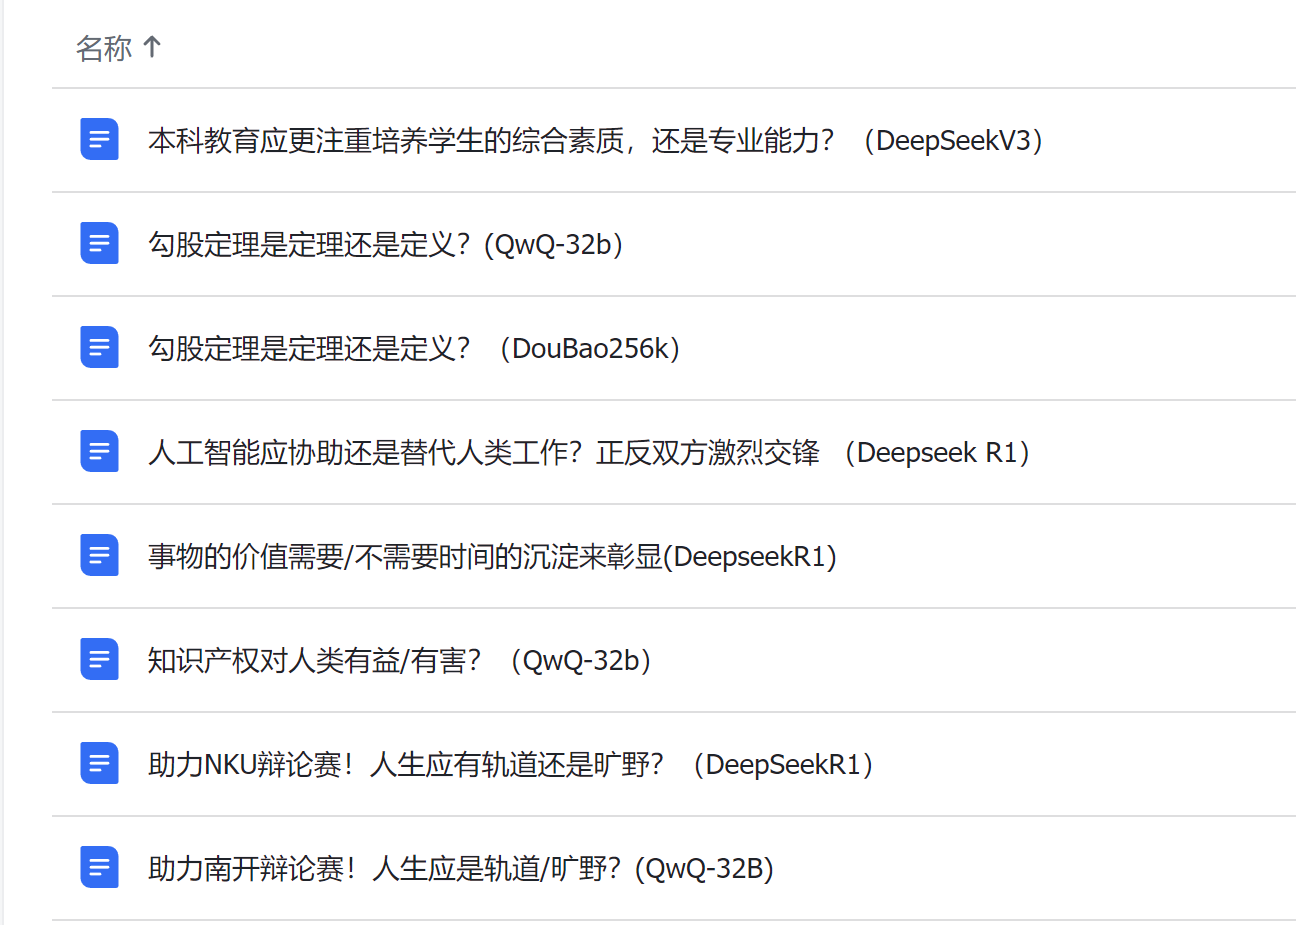 名称 ↑
本科教育应更注重培养学生的综合素质，还是专业能力？（DeepSeekV3）
勾股定理是定理还是定义？(QwQ-32b)
勾股定理是定理还是定义？（DouBao256k）
人工智能应协助还是替代人类工作？正反双方激烈交锋 （Deepseek R1）
事物的价值需要/不需要时间的沉淀来彰显(DeepseekR1)
知识产权对人类有益/有害？（QwQ-32b）
助力NKU辩论赛！人生应有轨道还是旷野？（DeepSeekR1）
助力南开辩论赛！人生应是轨道/旷野？(QwQ-32B)